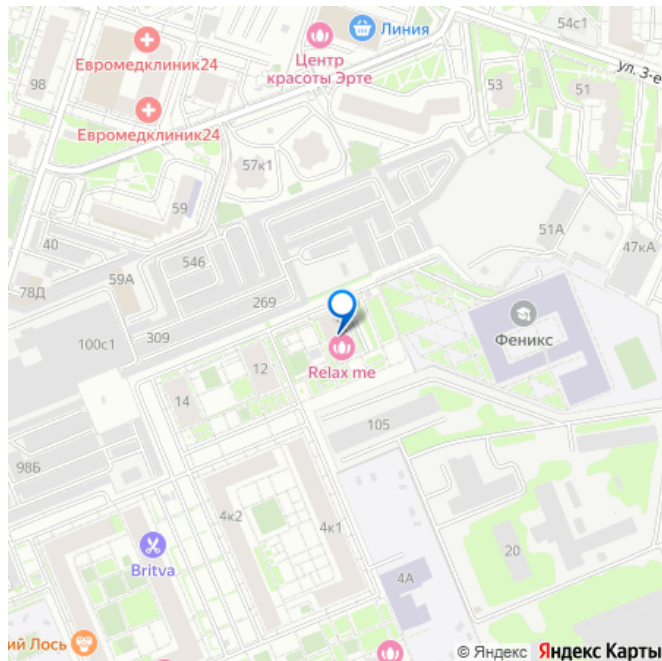 54с1
Линия
Центр
красоты Эрте
ул. 3-е
Евромедклиник24
98
53
51
Евромедклиник24
57к1
59
51А
47кА
40
546
59А
78Д
269
Феникс
309
100с1
12
Relax me
14
105
98Б
4к2
4к1
20
Britva
4А
ий Лось
© Яндекс Яндекс Карты